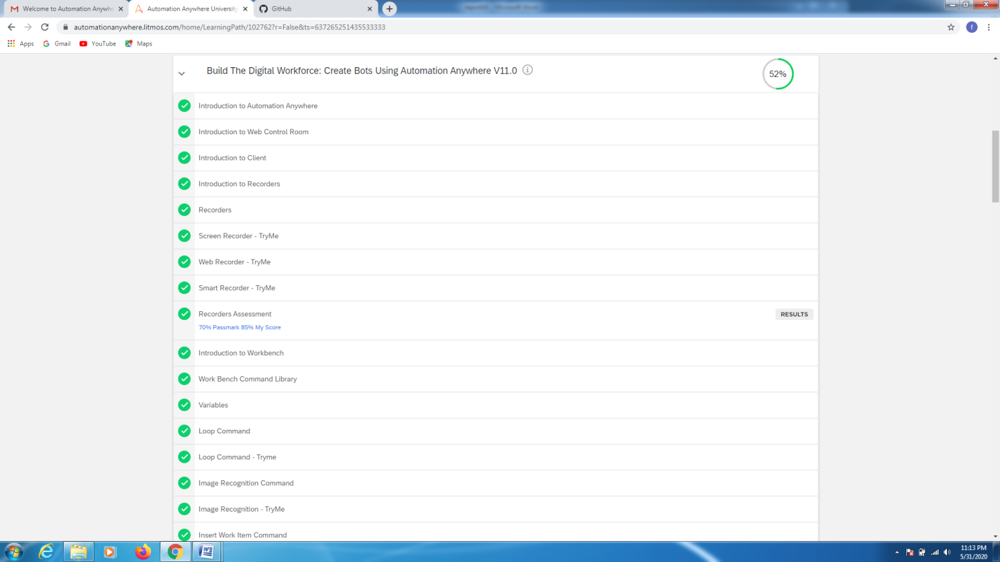 Welcome to Automation Anywhe
Automation Anywhere University
GitHub
automationanywhere.litmos.com/home/LearningPath/102762?r=False&ts=637265251435533333
f
Apps
Gmail
YouTube
Maps
Build The Digital Workforce: Create Bots Using Automation Anywhere V11.0
52%
Introduction to Automation Anywhere
Introduction to Web Control Room
Introduction to Client
Introduction to Recorders
Recorders
Screen Recorder - TryMe
Web Recorder - TryMe
Smart Recorder - TryMe
Recorders Assessment
RESULTS
70% Passmark 85% My Score
Introduction to Workbench
Work Bench Command Library
Variables
Loop Command
Loop Command - Tryme
Image Recognition Command
Image Recognition - TryMe
Insert Work Item Command
11:13 PM
5/31/2020